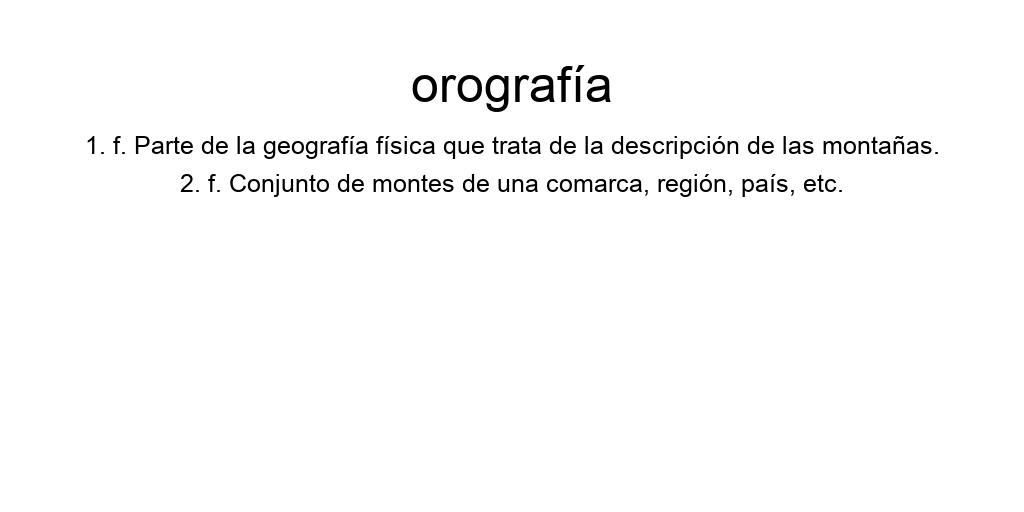 orografía
1. f. Parte de la geografía física que trata de la descripción de las montañas.
2. f. Conjunto de montes de una comarca, región, país, etc.